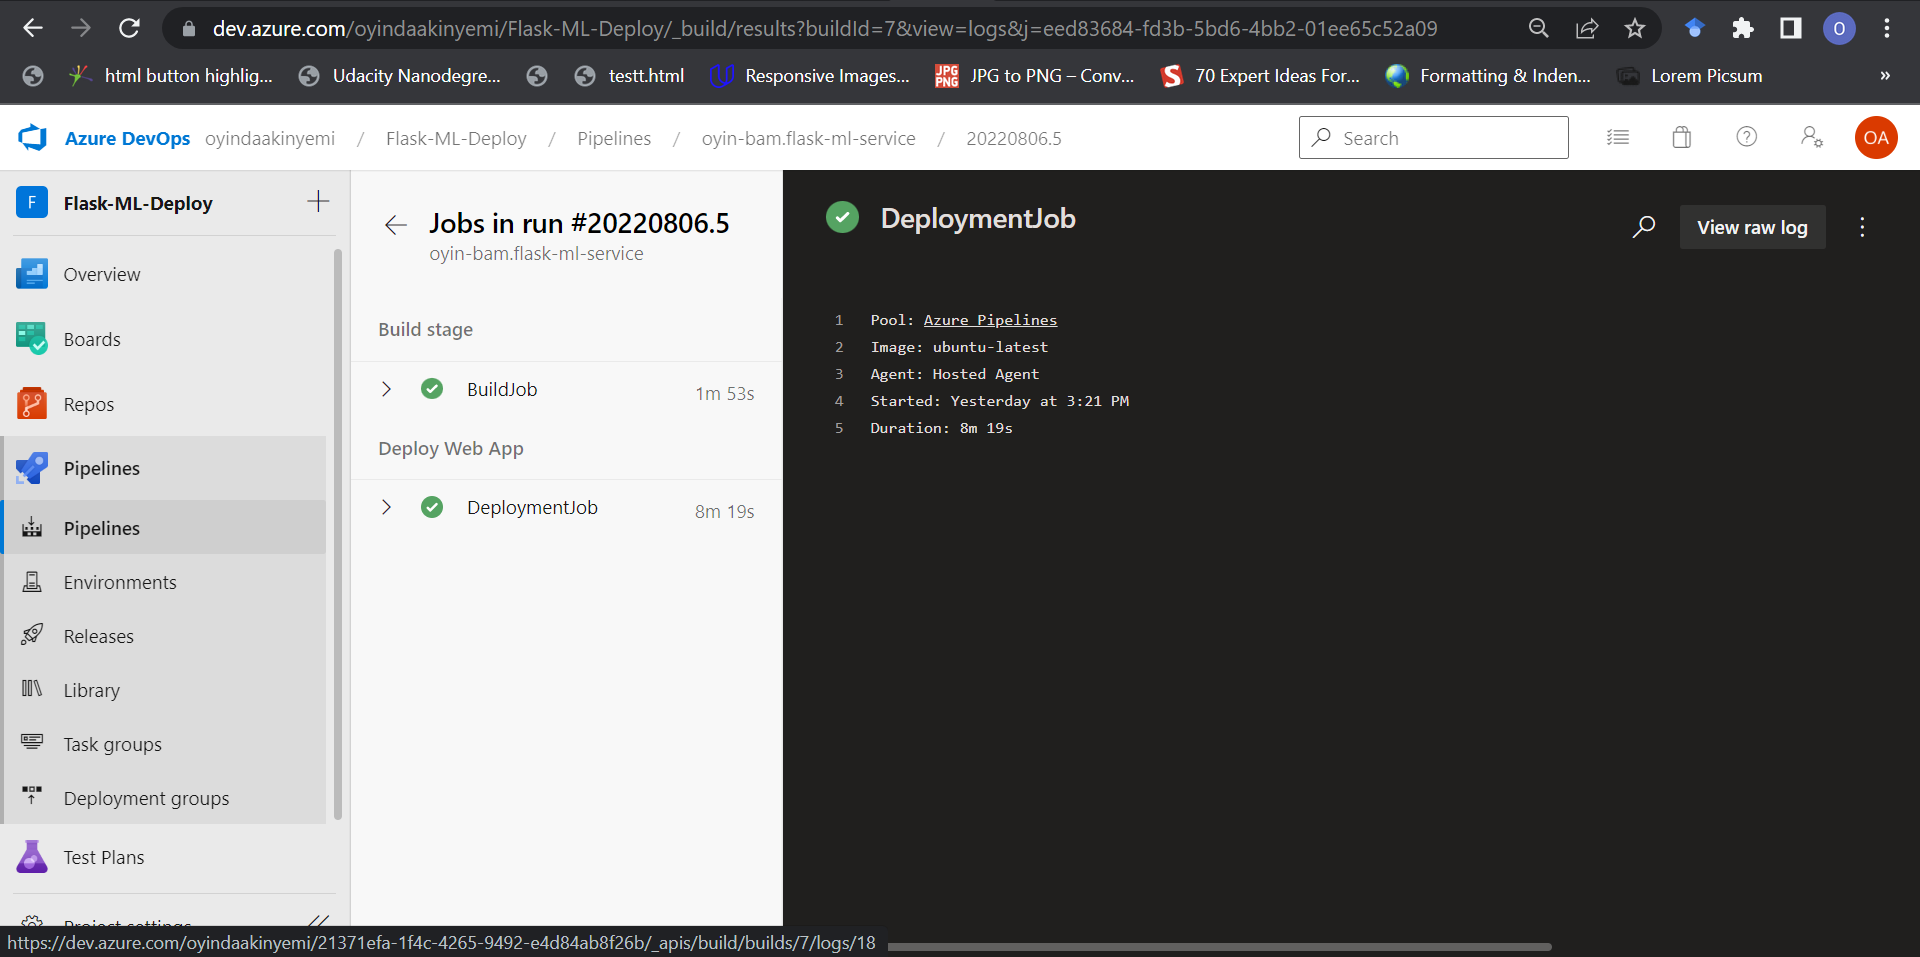 dev.azure.com/oyindaakinyemi/Flask-ML-Deploy/_build/results?buildId=7&view=logs&j=eed83684-fd3b-5bd6-4bb2-01ee65c52a09
O
html button highlig...
Udacity Nanodegre...
testt.html
Responsive Images...
JPG PNG
JPG to PNG – Conv...
70 Expert Ideas For...
Formatting & Inden...
Lorem Picsum
»
Azure DevOps oyindaakinyemi / Flask-ML-Deploy / Pipelines / oyin-bam.flask-ml-service / 20220806.5
Search
OA
F Flask-ML-Deploy
Overview
Boards
Repos
Pipelines
Pipelines
Environments
Releases
Library
Task groups
Deployment groups
Test Plans
Project settings
Jobs in run #20220806.5
oyin-bam.flask-ml-service
Build stage
BuildJob 1m 53s
Deploy Web App
DeploymentJob 8m 19s
DeploymentJob
View raw log
1 Pool: Azure Pipelines
2 Image: ubuntu-latest
3 Agent: Hosted Agent
4 Started: Yesterday at 3:21 PM
5 Duration: 8m 19s
https://dev.azure.com/oyindaakinyemi/21371efa-1f4c-4265-9492-e4d84ab8f26b/_apis/build/builds/7/logs/18